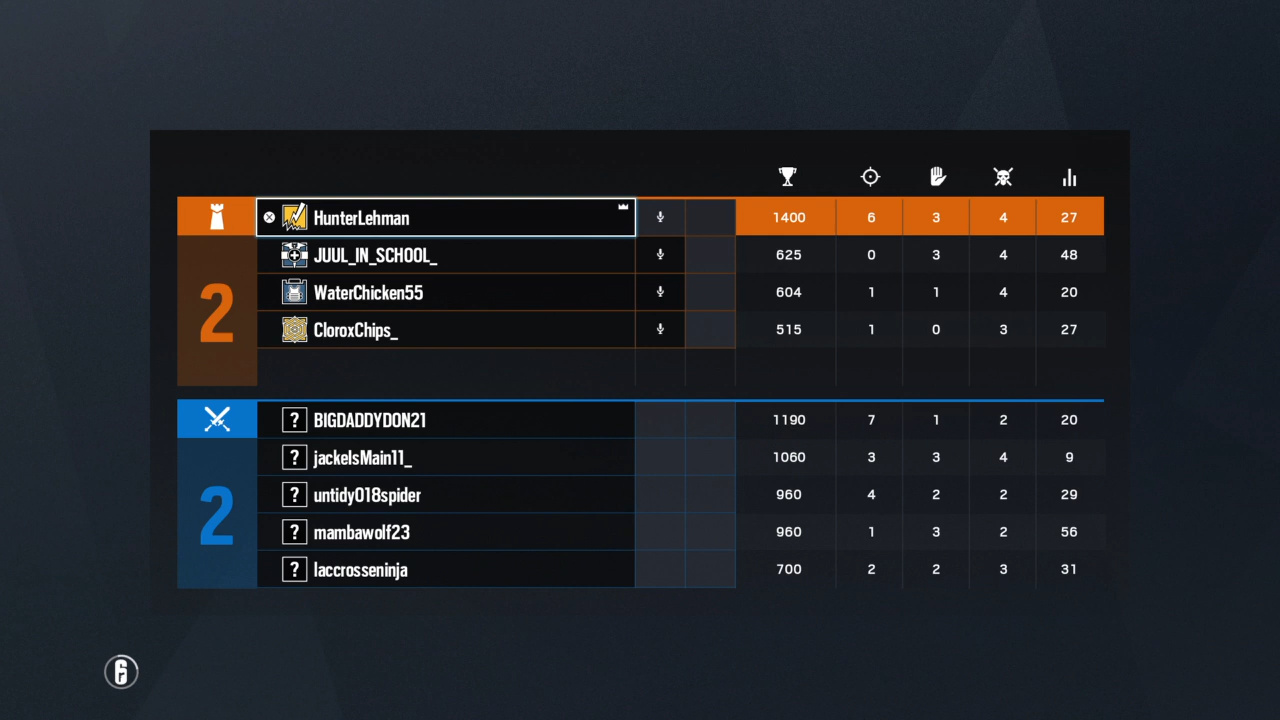 HunterLehman 1400 6 3 4 27
JUUL_IN_SCHOOL_ 625 0 3 4 48
2
WaterChicken55 604 1 1 4 20
CloroxChips_ 515 1 0 3 27
? BIGDADDYDON21 1190 7 1 2 20
? jackelsMain11_ 1060 3 3 4 9
2
? untidy018spider 960 4 2 2 29
? mambawolf23 960 1 3 2 56
? laccrosseninja 700 2 2 3 31
6